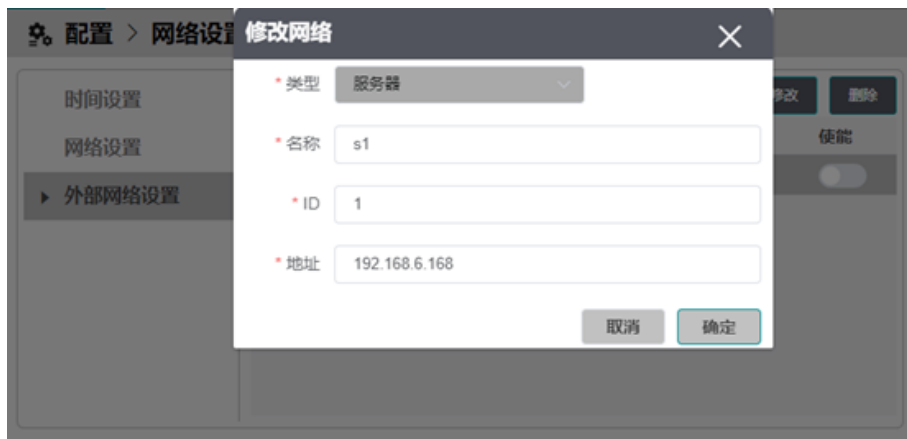 配置 > 网络设
修改网络
时间设置
网络设置
外部网络设置
* 类型 服务器
* 名称 s1
* ID 1
* 地址 192.168.6.168
取消 确定
修改 删除
使能